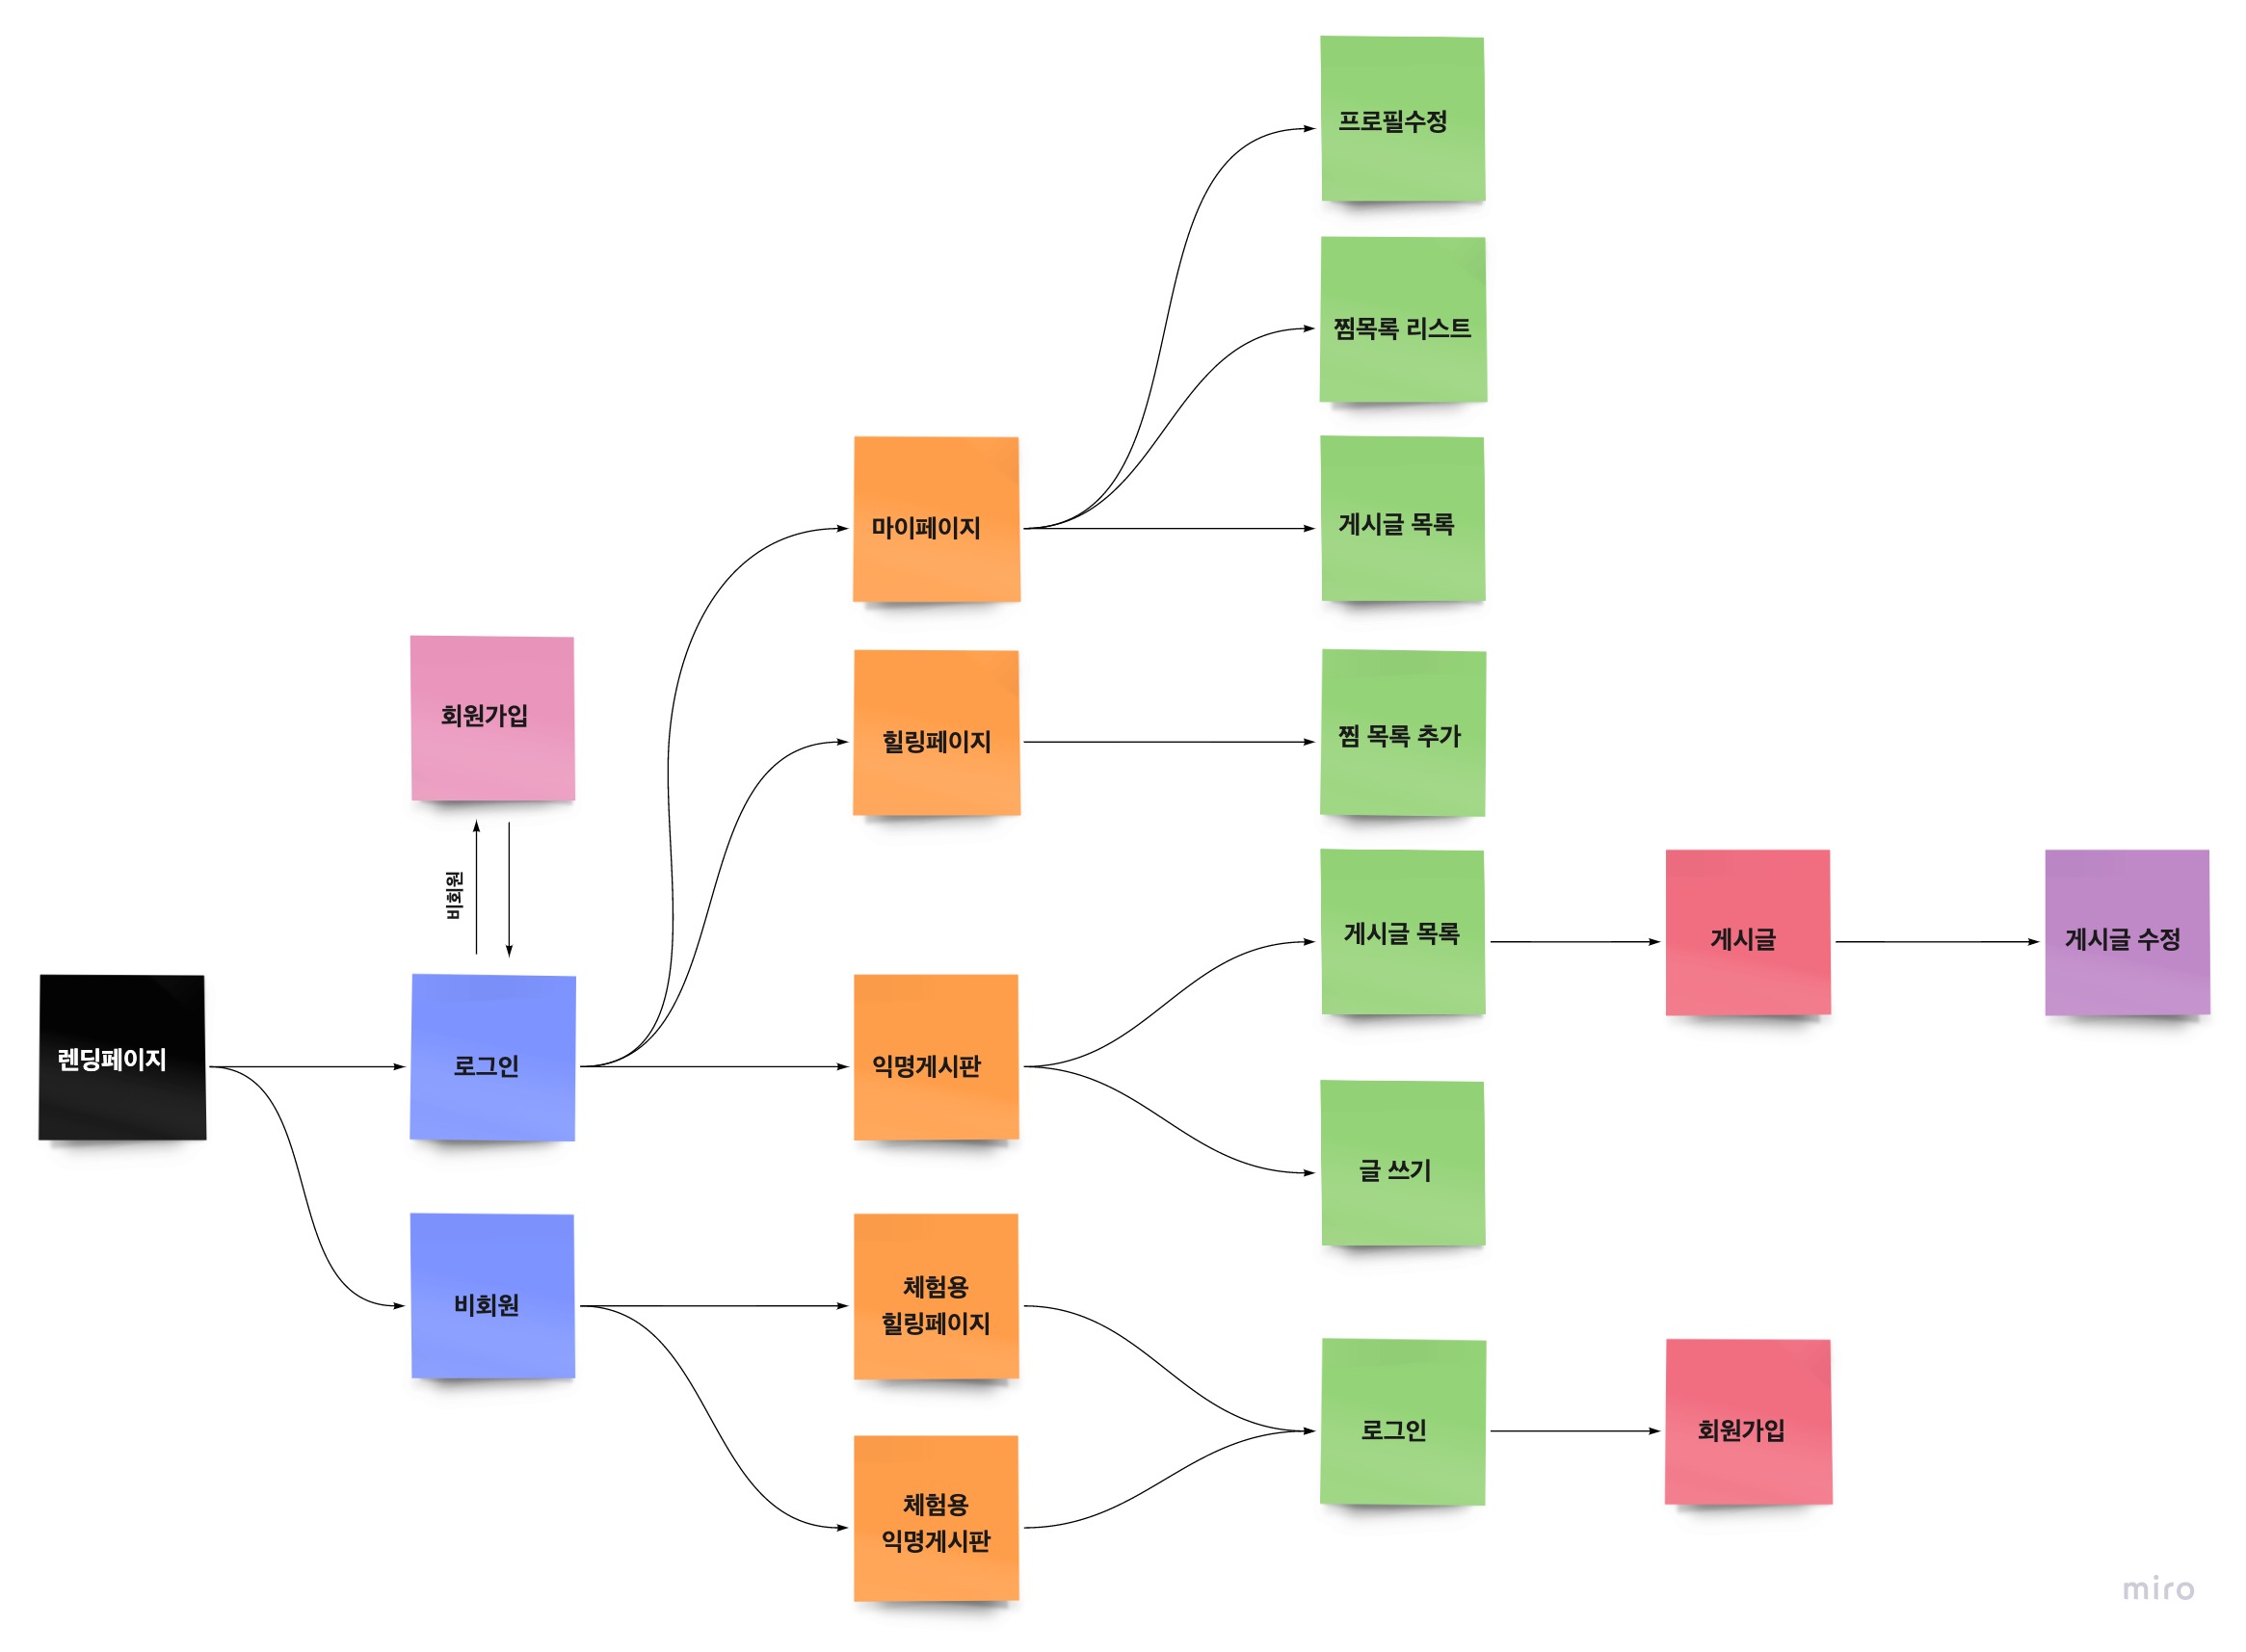 프로필수정
찜목록 리스트
마이페이지
게시글 목록
회원가입
힐링페이지
찜 목록 추가
비회원
게시글 목록
게시글
게시글 수정
렌딩페이지
로그인
익명게시판
글 쓰기
비회원
체험용
힐링페이지
로그인
회원가입
체험용
익명게시판
miro